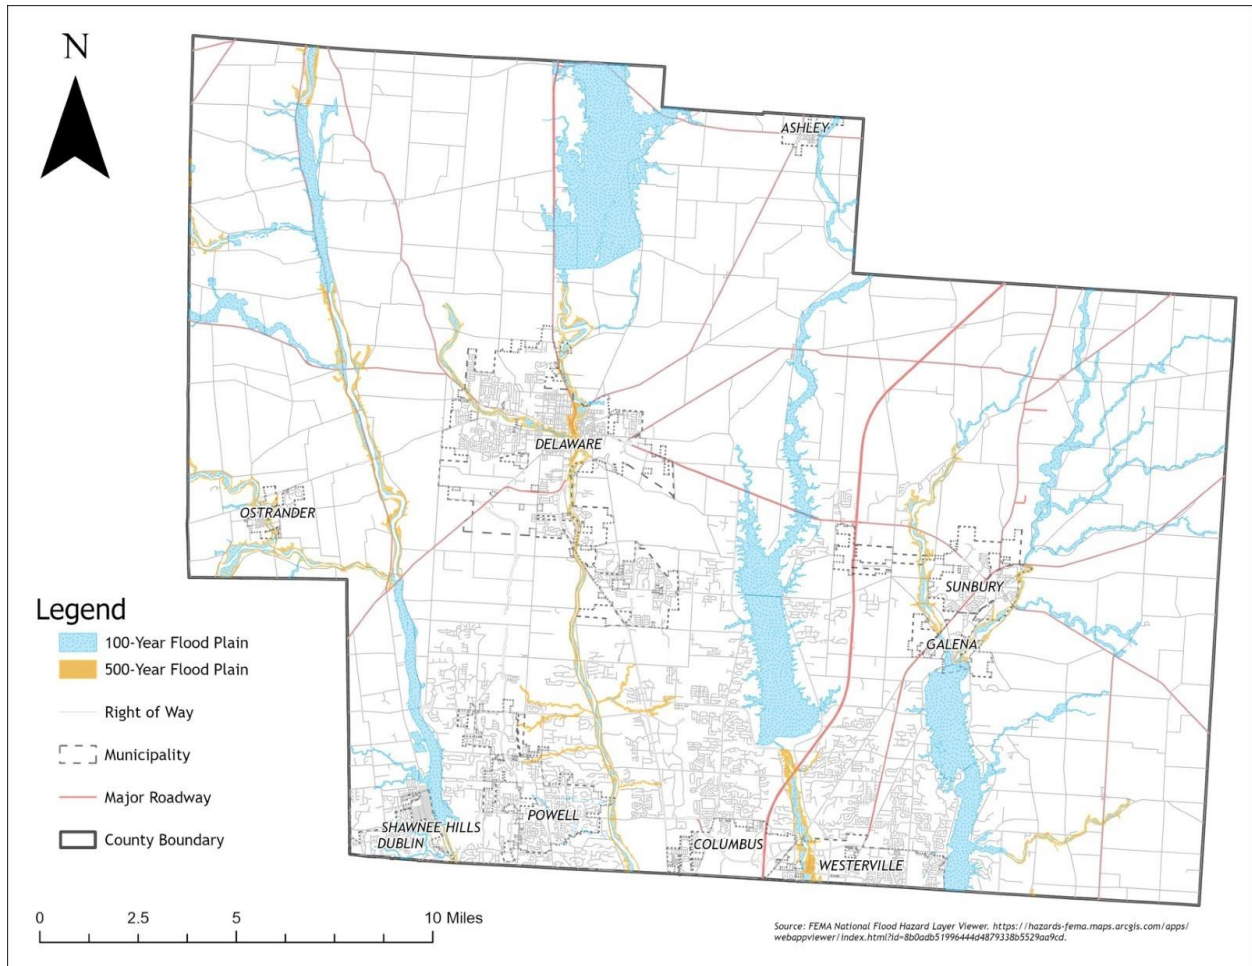 N
ASHLEY
DELAWARE
OSTRANDER
SUNBURY
GALENA
SHAWNEE HILLS
DUBLIN
POWELL
COLUMBUS
WESTERVILLE
Legend
100-Year Flood Plain
500-Year Flood Plain
Right of Way
Municipality
Major Roadway
County Boundary
0 2.5 5 10 Miles
Source: FEMA National Flood Hazard Layer Viewer. https://hazards-fema.maps.arcgis.com/apps/
webappviewer/index.html?id=8b0adb51996444d4879338b5529aa9cd.